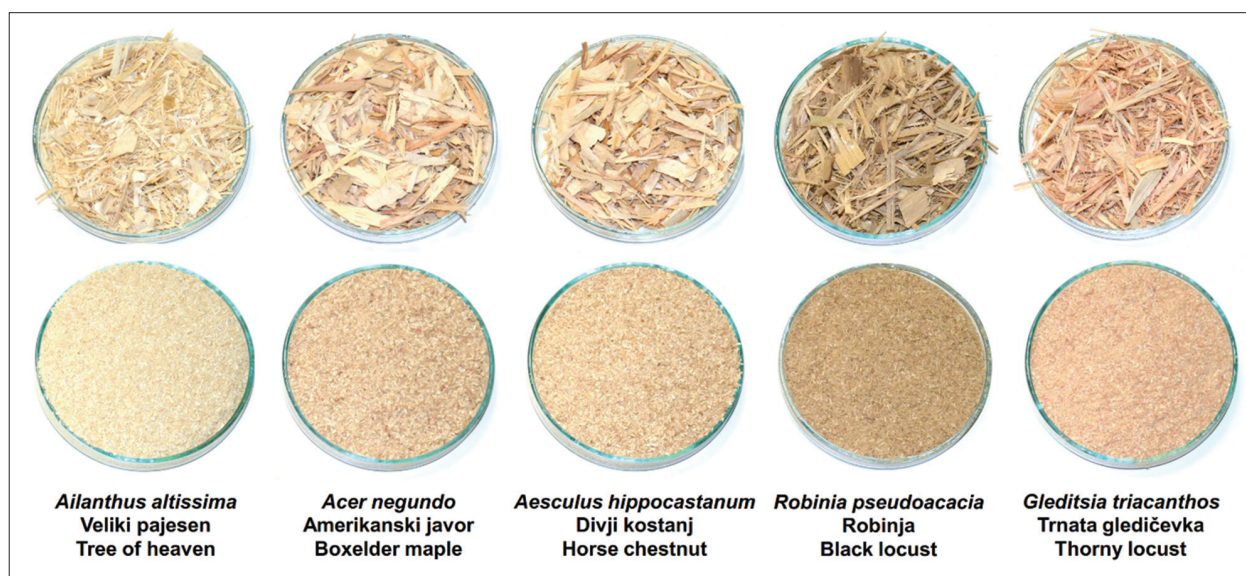 Ailanthus altissima
Veliki pajesen
Tree of heaven
Acer negundo
Amerikanski javor
Boxelder maple
Aesculus hippocastanum
Divji kostanj
Horse chestnut
Robinia pseudoacacia
Robinja
Black locust
Gleditsia triacanthos
Trnata gledičevka
Thorny locust